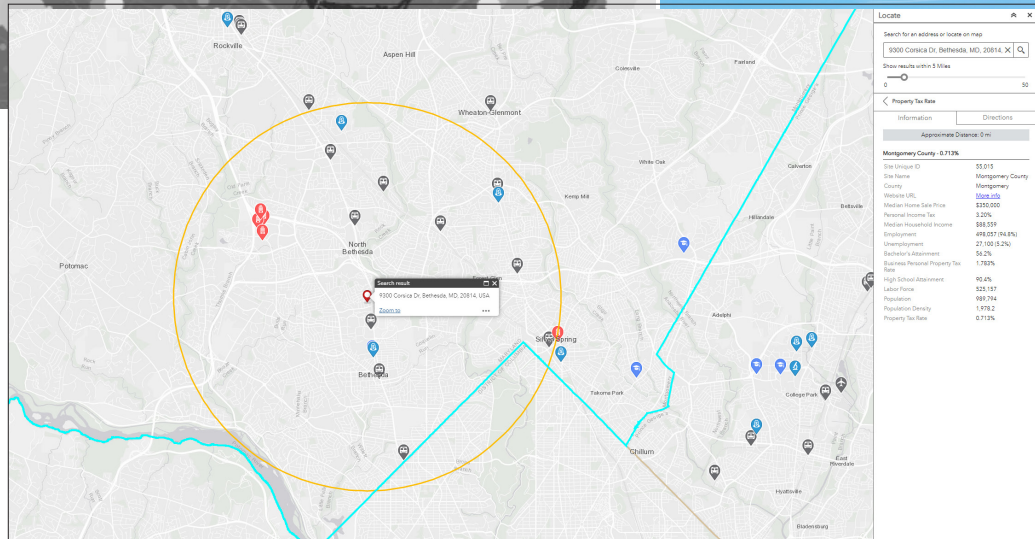 Locate
Search for an address or locate on map
9300 Corsica Dr, Bethesda, MD, 20814,
Show results within 5 Miles
0
50
Property Tax Rate
Information
Directions
Approximate Distance: 0 mi
Montgomery County - 0.713%
Site Unique ID 55,015
Site Name Montgomery County
County Montgomery
Website URL More info
Median Home Sale Price $350,000
Personal Income Tax 3.20%
Median Household Income $88,559
Employment 498,057 (94.8%)
Unemployment 27,100 (5.2%)
Bachelor's Attainment 56.2%
Business Personal Property Tax 1.783%
Rate
High School Attainment 90.4%
Labor Force 525,157
Population 989,794
Population Density 1,978.2
Property Tax Rate 0.713%
Rockville
Aspen Hill
Colesville
Fairland
Wheaton-Glenmont
White Oak
Calverton
Kemp Mill
Beltsville
Hillandale
North
Bethesda
Potomac
Search result
9300 Corsica Dr, Bethesda, MD, 20814, USA
Zoom to
Adelphi
Silver Spring
Bethesda
Takoma Park
College Park
Chillum
East
Riverdale
Hyattsville
Bladensburg